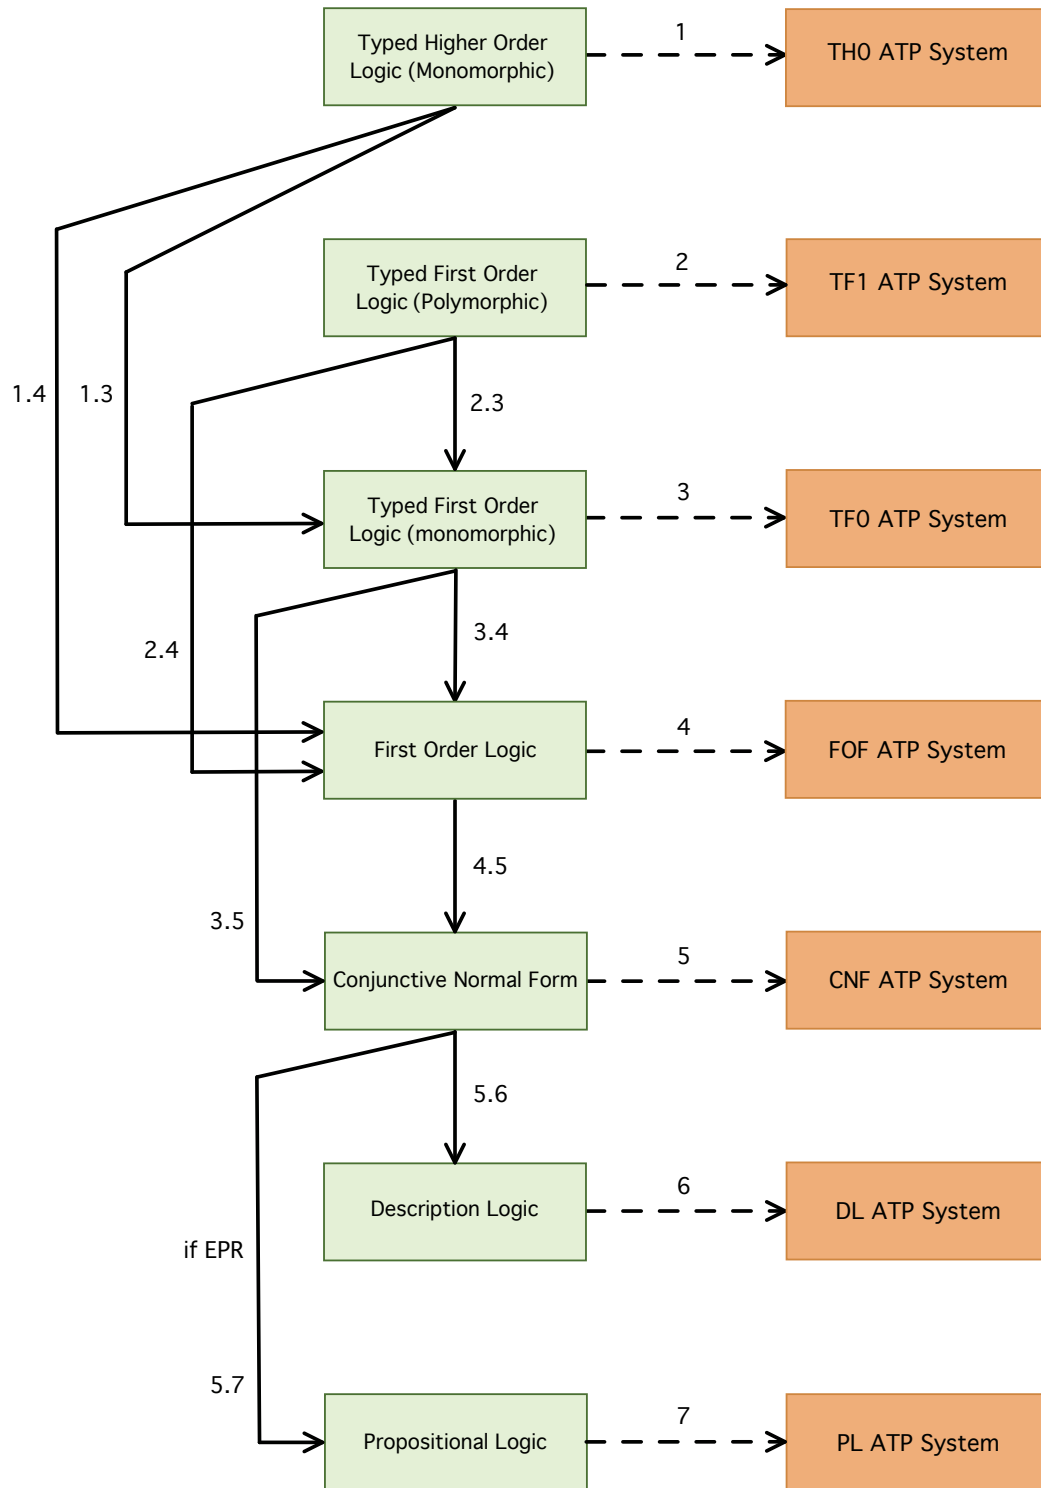 Typed Higher Order
Logic (Monomorphic)
1
TH0 ATP System
Typed First Order
Logic (Polymorphic)
2
TF1 ATP System
1.4
1.3
2.3
Typed First Order
Logic (monomorphic)
3
TF0 ATP System
2.4
3.4
First Order Logic
4
FOF ATP System
4.5
3.5
Conjunctive Normal Form
5
CNF ATP System
5.6
Description Logic
6
DL ATP System
if EPR
5.7
Propositional Logic
7
PL ATP System